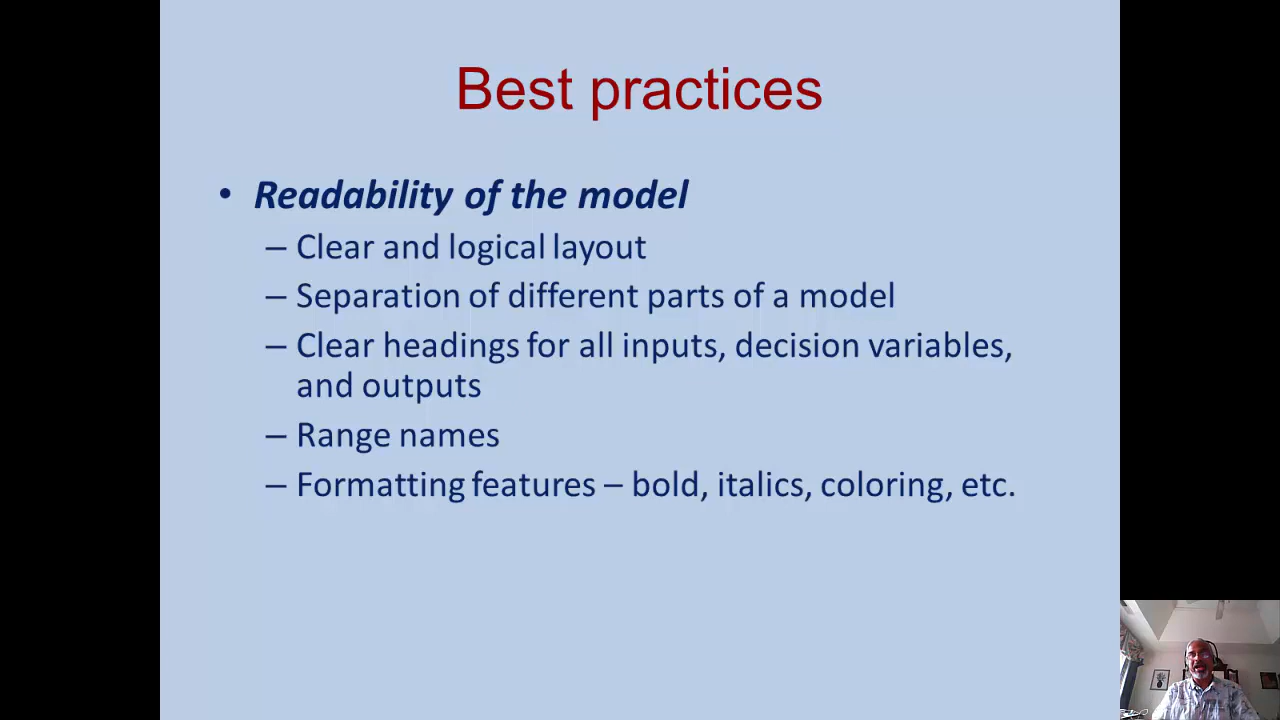 Best practices
• Readability of the model
– Clear and logical layout
– Separation of different parts of a model
– Clear headings for all inputs, decision variables,
and outputs
– Range names
– Formatting features – bold, italics, coloring, etc.